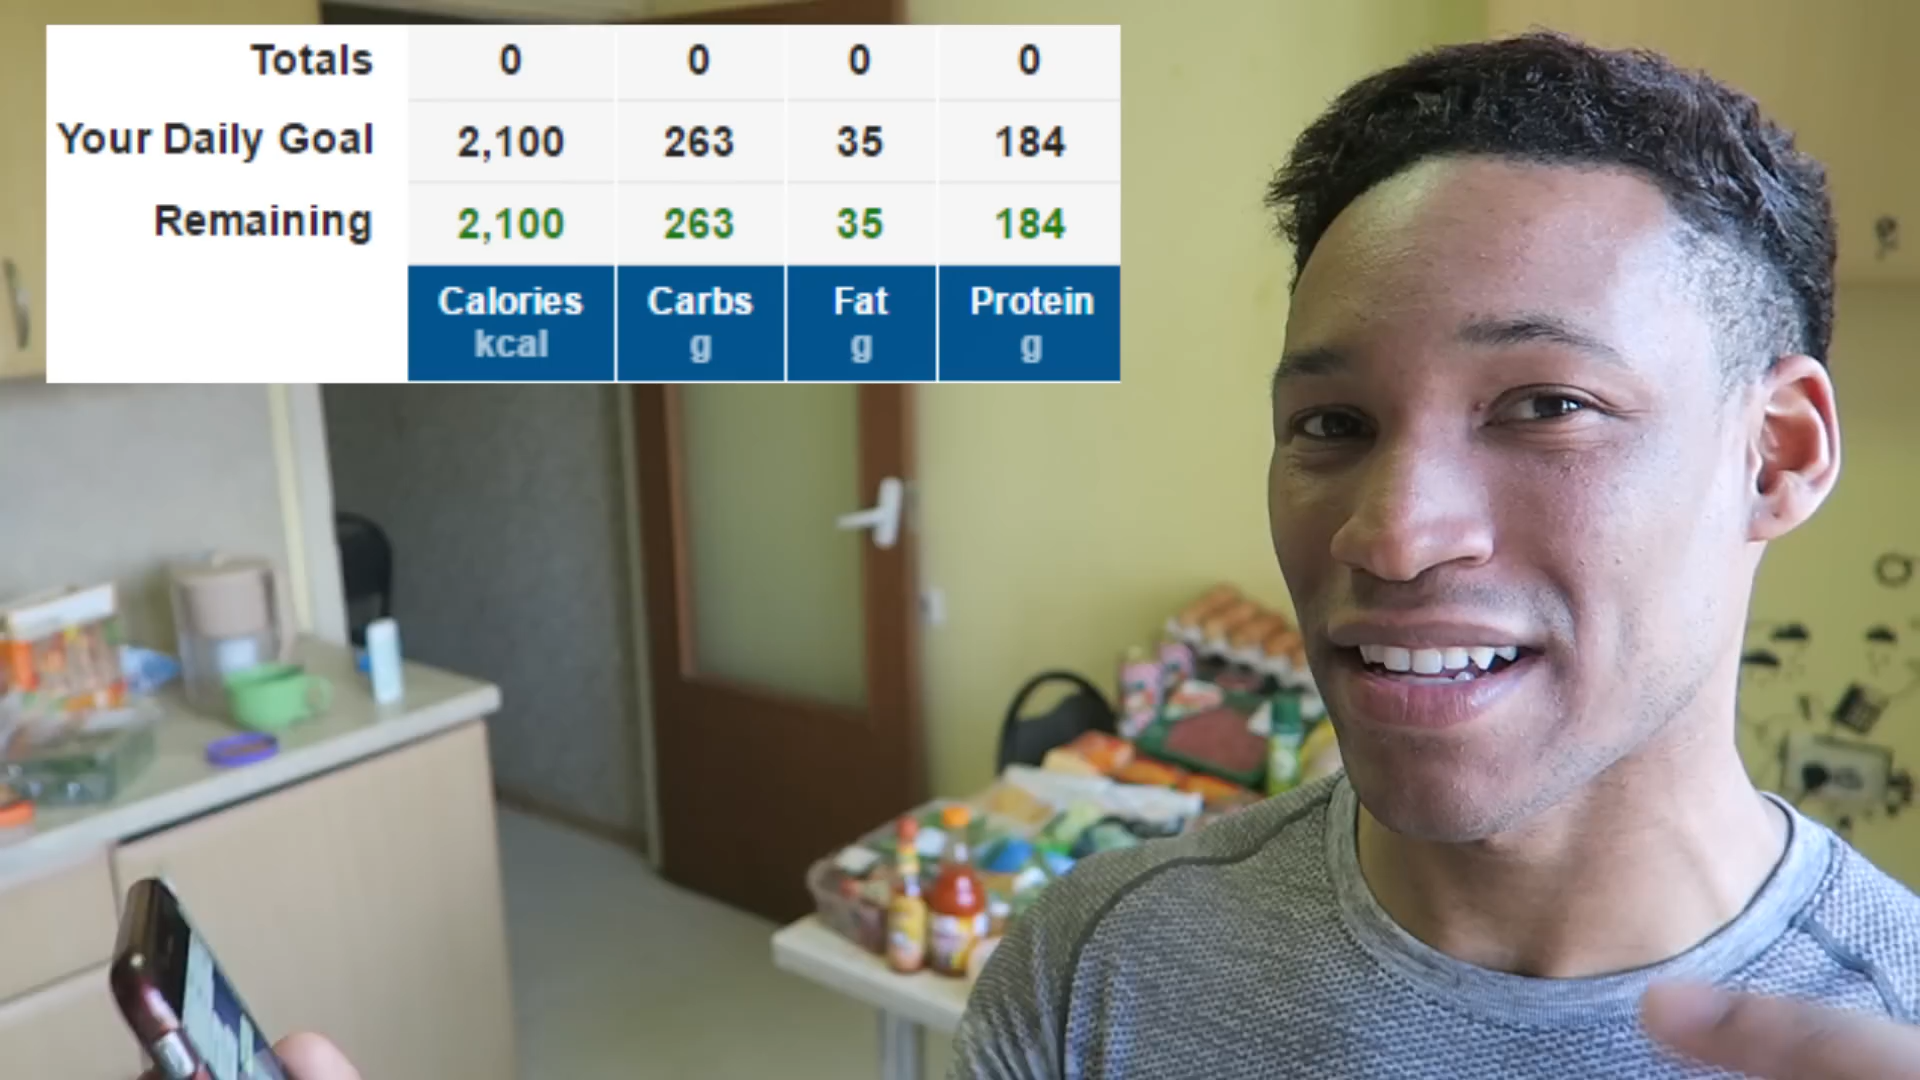 Totals 0 0 0 0
Your Daily Goal 2,100 263 35 184
Remaining 2,100 263 35 184
Calories Carbs Fat Protein
kcal g g g